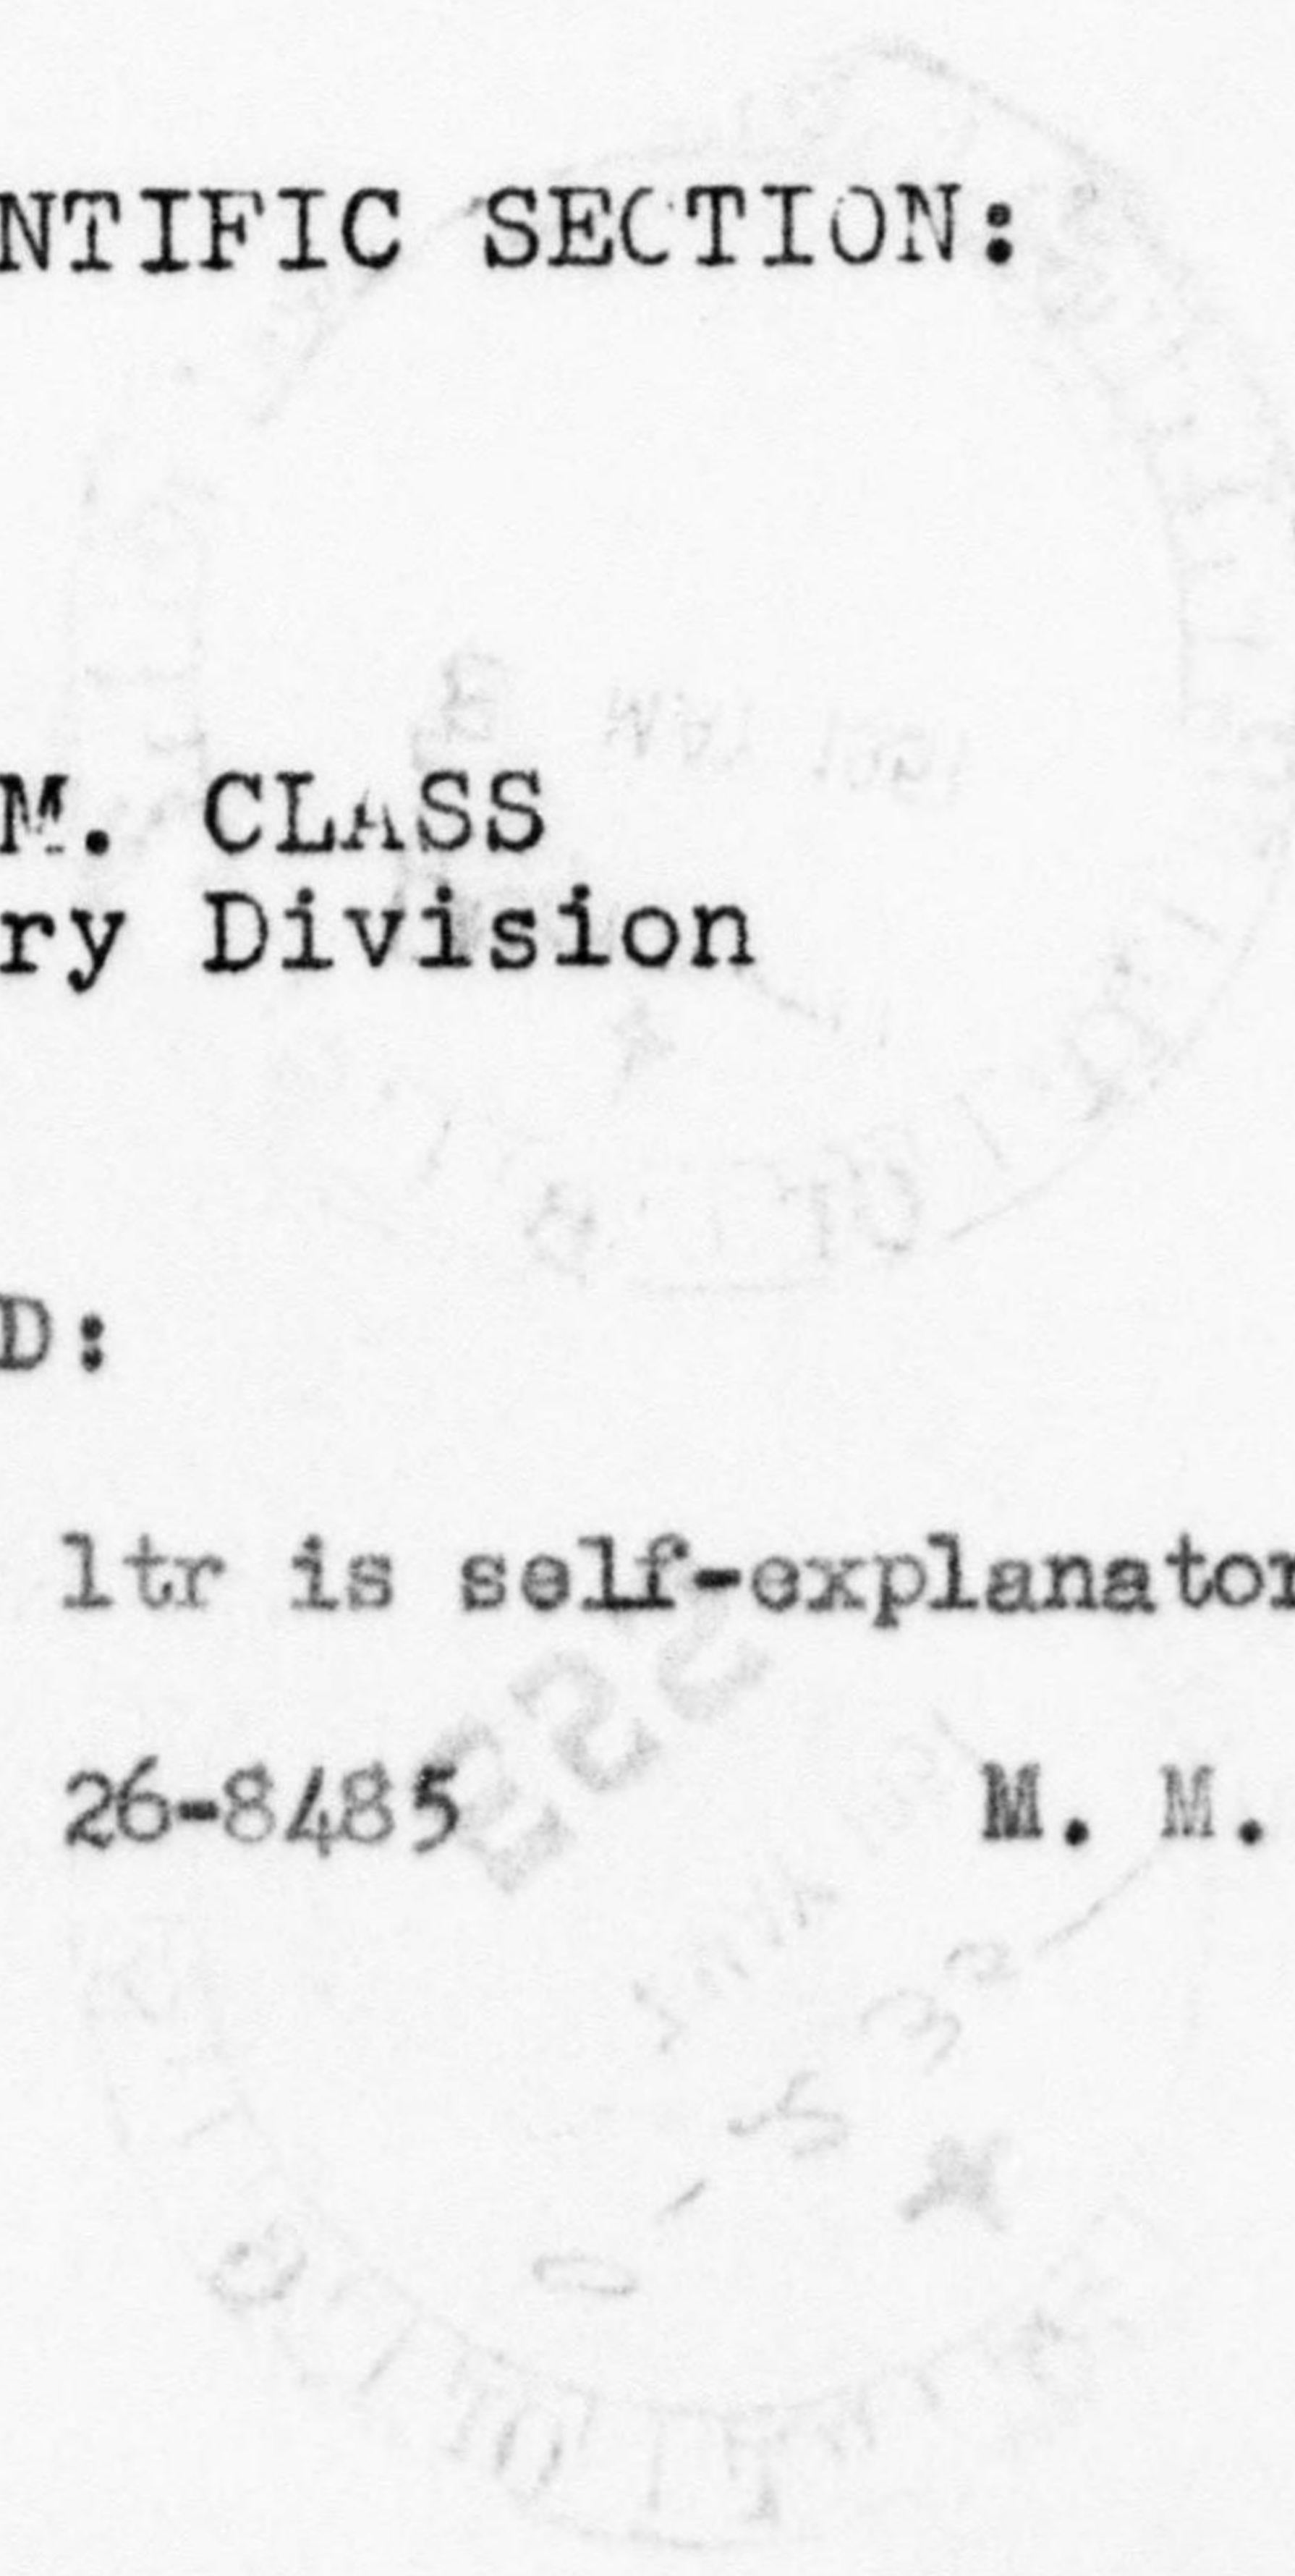 NTIFIC SECTION:
M. CLASS
ry Division
D:
ltr is self-explanator
26-8485 M. M.